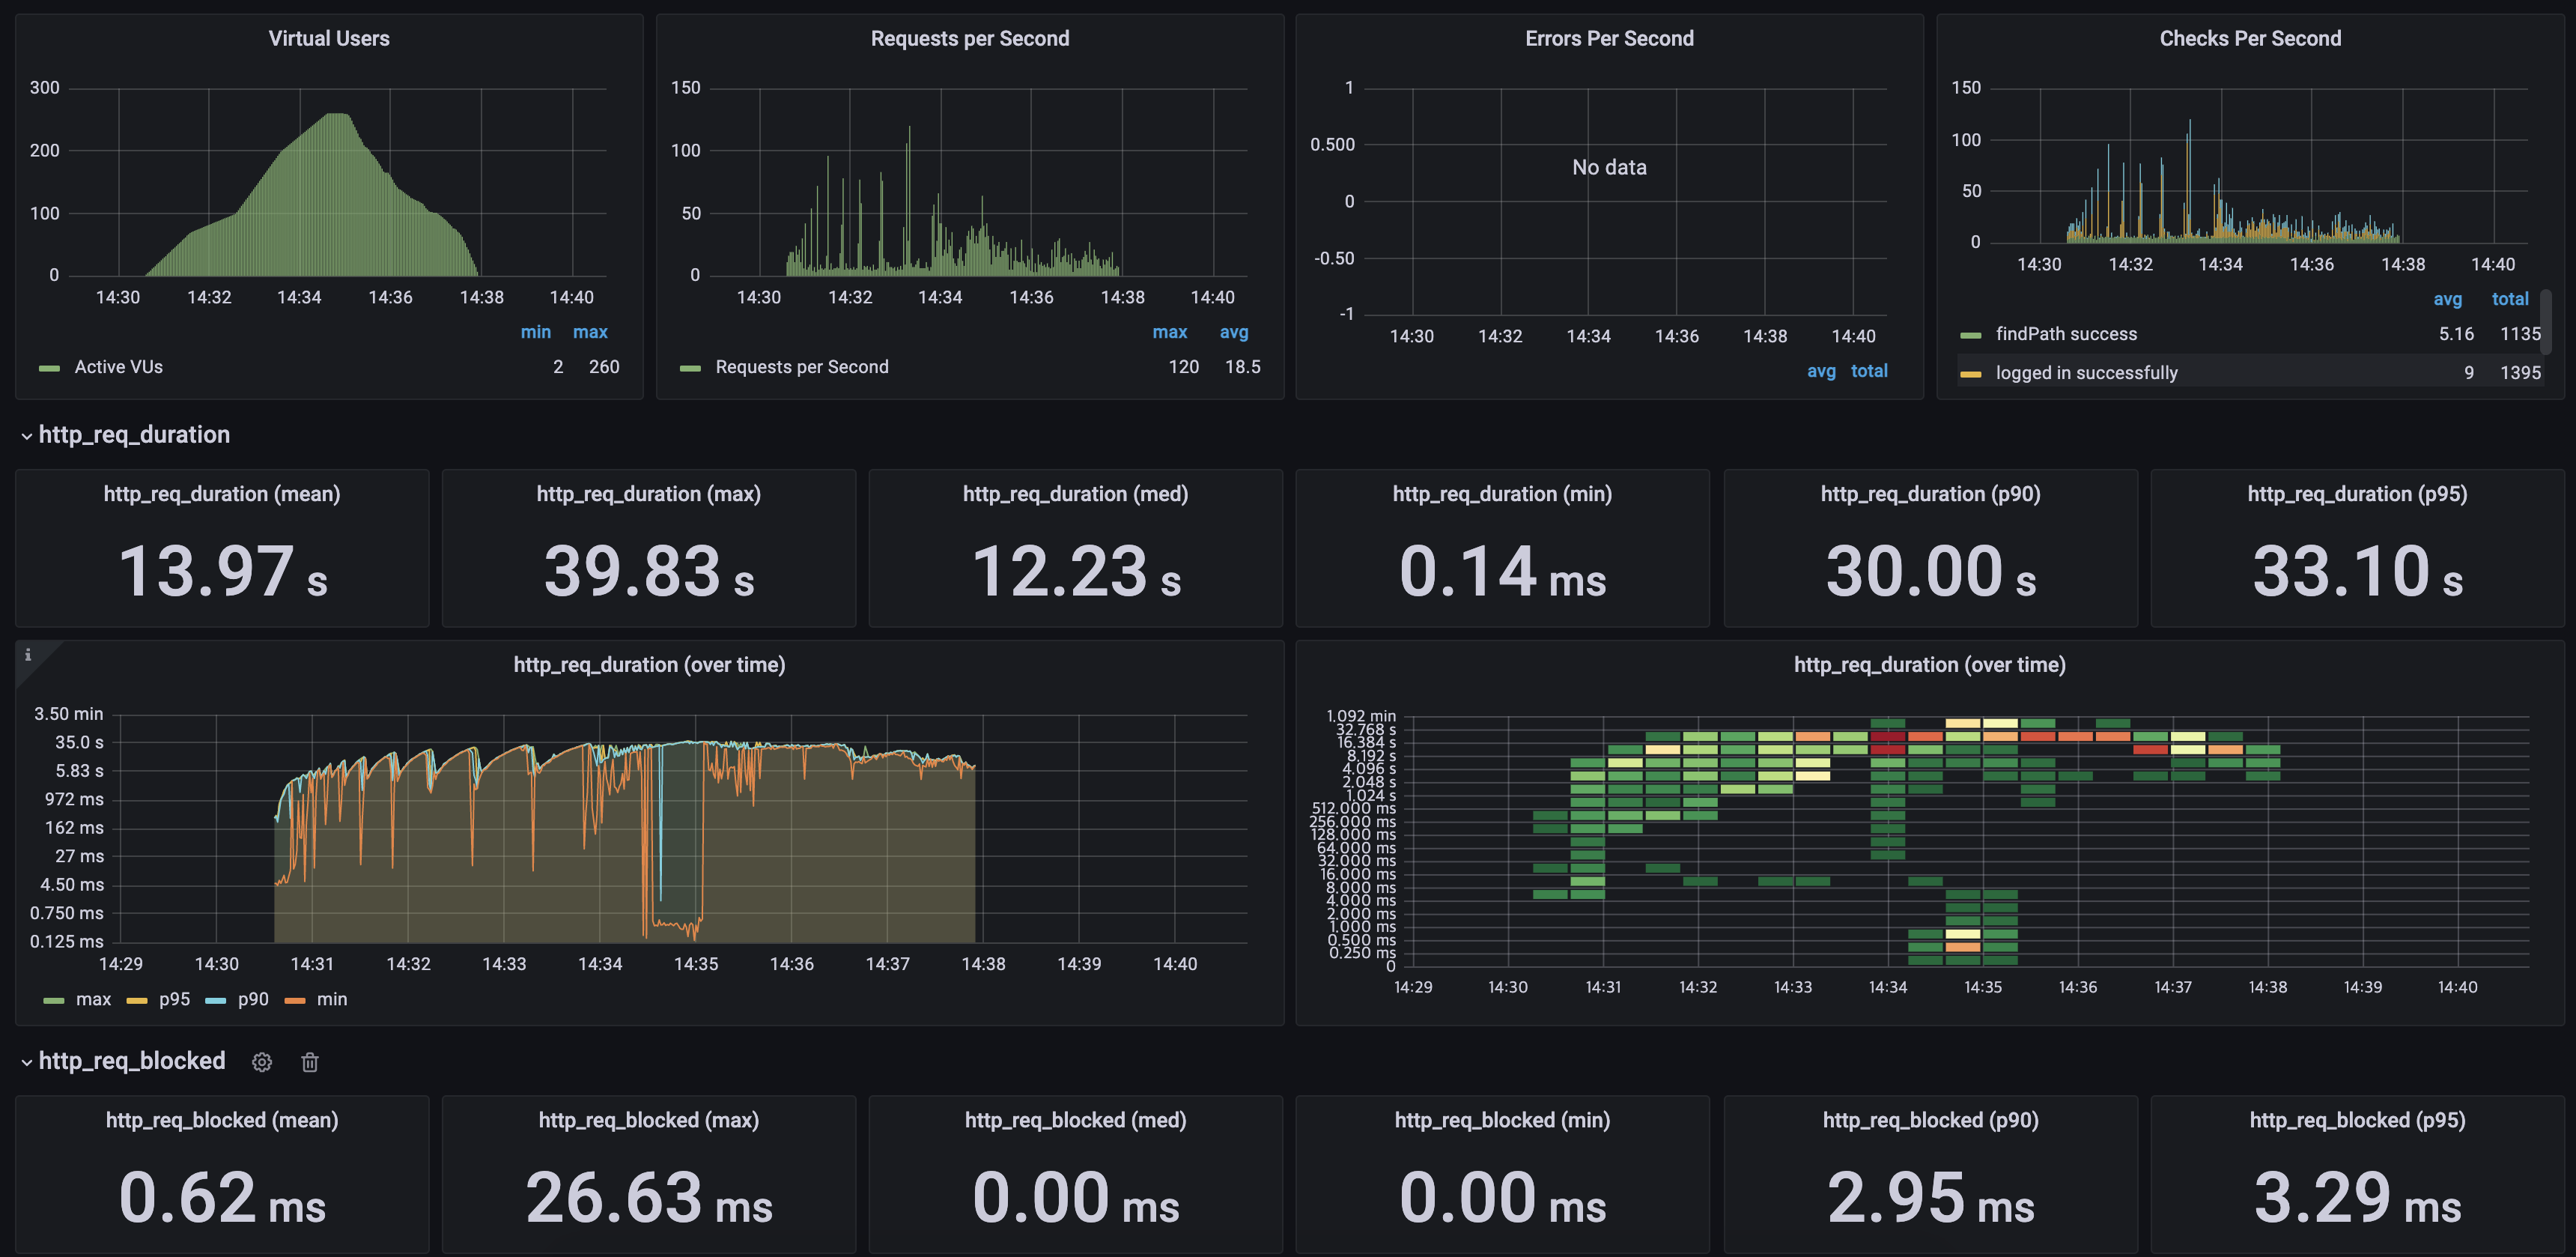 Virtual Users
300
200
100
0
14:30 14:32 14:34 14:36 14:38 14:40
min max
Active VUs 2 260
Requests per Second
150
100
50
0
14:30 14:32 14:34 14:36 14:38 14:40
max avg
Requests per Second 120 18.5
Errors Per Second
1
0.500
0
-0.50
-1
No data
14:30 14:32 14:34 14:36 14:38 14:40
avg total
Checks Per Second
150
100
50
0
14:30 14:32 14:34 14:36 14:38 14:40
avg total
findPath success 5.16 1135
logged in successfully 9 1395
http_req_duration
http_req_duration (mean)
13.97 s
http_req_duration (max)
39.83 s
http_req_duration (med)
12.23 s
http_req_duration (min)
0.14 ms
http_req_duration (p90)
30.00 s
http_req_duration (p95)
33.10 s
i
http_req_duration (over time)
3.50 min
35.0 s
5.83 s
972 ms
162 ms
27 ms
4.50 ms
0.750 ms
0.125 ms
14:29 14:30 14:31 14:32 14:33 14:34 14:35 14:36 14:37 14:38 14:39 14:40
max p95 p90 min
http_req_duration (over time)
1.092 min
32.768 s
16.384 s
8.192 s
4.096 s
2.048 s
1.024 s
512.000 ms
256.000 ms
128.000 ms
64.000 ms
32.000 ms
16.000 ms
8.000 ms
4.000 ms
2.000 ms
1.000 ms
0.500 ms
0.250 ms
0
14:29 14:30 14:31 14:32 14:33 14:34 14:35 14:36 14:37 14:38 14:39 14:40
http_req_blocked
http_req_blocked (mean)
0.62 ms
http_req_blocked (max)
26.63 ms
http_req_blocked (med)
0.00 ms
http_req_blocked (min)
0.00 ms
http_req_blocked (p90)
2.95 ms
http_req_blocked (p95)
3.29 ms